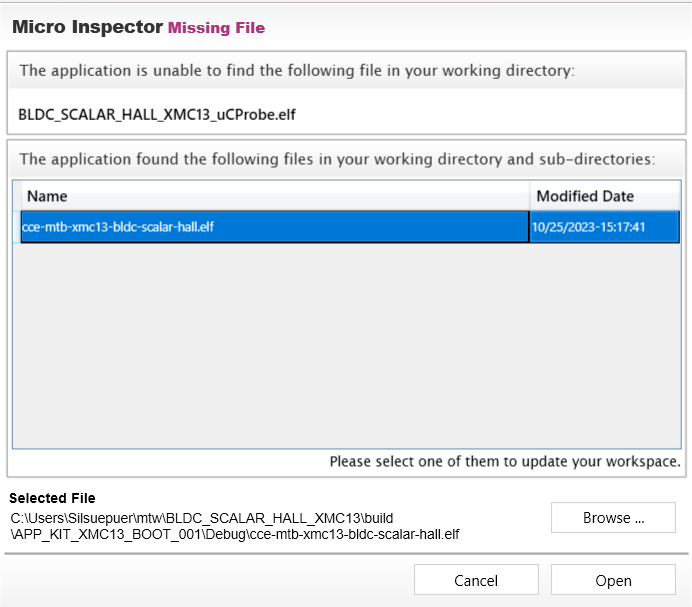 Micro Inspector Missing File
The application is unable to find the following file in your working directory:
BLDC_SCALAR_HALL_XMC13_uCProbe.elf
The application found the following files in your working directory and sub-directories:
Name Modified Date
cce-mtb-xmc13-bldc-scalar-hall.elf 10/25/2023-15:17:41
Please select one of them to update your workspace.
Selected File
C:\Users\Silsuepuer\mtw\BLDC_SCALAR_HALL_XMC13\build
\APP_KIT_XMC13_BOOT_001\Debug\cce-mtb-xmc13-bldc-scalar-hall.elf
Browse ...
Cancel Open